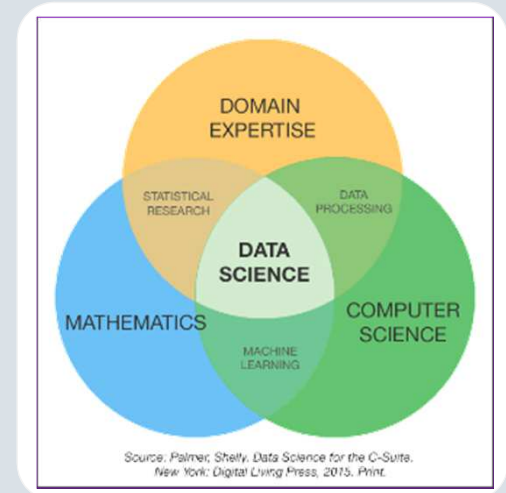 DOMAIN
EXPERTISE
STATISTICAL
RESEARCH
DATA
PROCESSING
DATA
SCIENCE
MATHEMATICS
COMPUTER
SCIENCE
MACHINE
LEARNING
Source: Palmer, Shelly. Data Science for the C-Suite.
New York: Digital Living Press, 2015. Print.